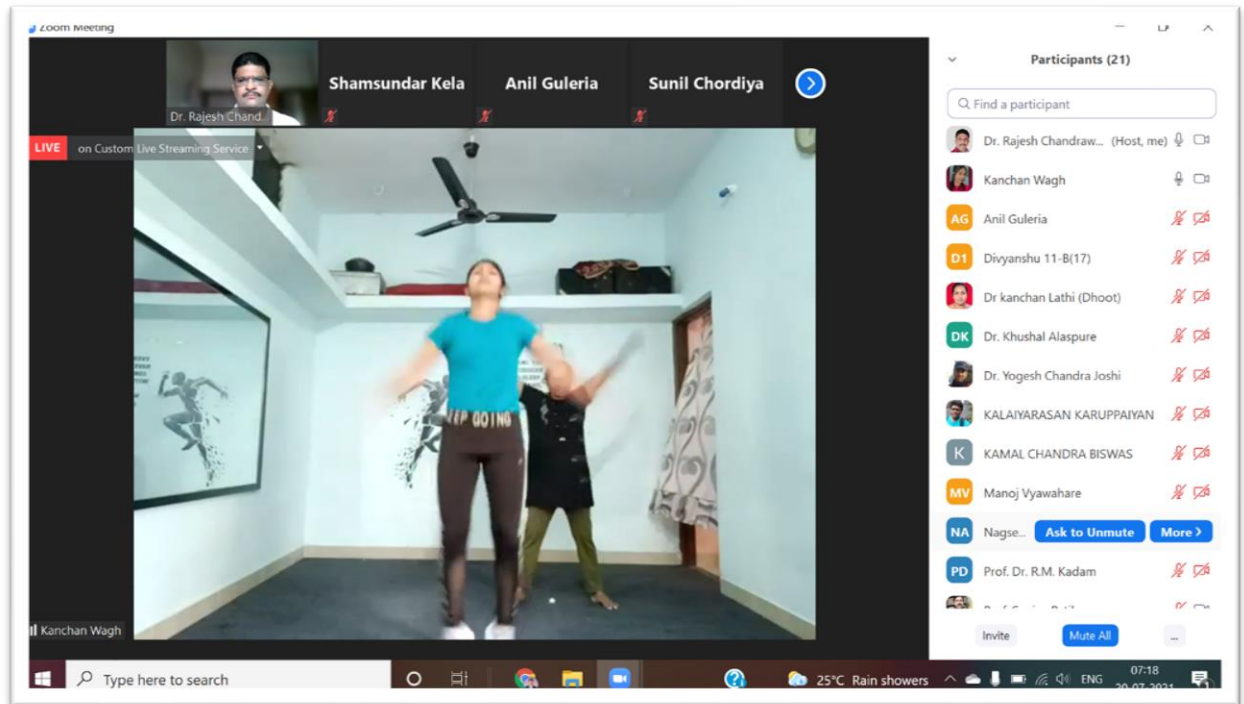 Zoom Meeting
Participants (21)
Shamsundar Kela
Anil Guleria
Sunil Chordiya
Dr. Rajesh Chand..
LIVE on Custom Live Streaming Service
KEEP GOING
Kanchan Wagh
Find a participant
Dr. Rajesh Chandraw... (Host, me)
Kanchan Wagh
AG Anil Guleria
D1 Divyanshu 11-B(17)
Dr kanchan Lathi (Dhoot)
DK Dr. Khushal Alaspure
Dr. Yogesh Chandra Joshi
KALAIYARASAN KARUPPAIYAN
K KAMAL CHANDRA BISWAS
MV Manoj Vyawahare
NA Nagse... Ask to Unmute More
PD Prof. Dr. R.M. Kadam
Invite Mute All ...
Type here to search
25°C Rain showers ENG 07:18
20-07-2021